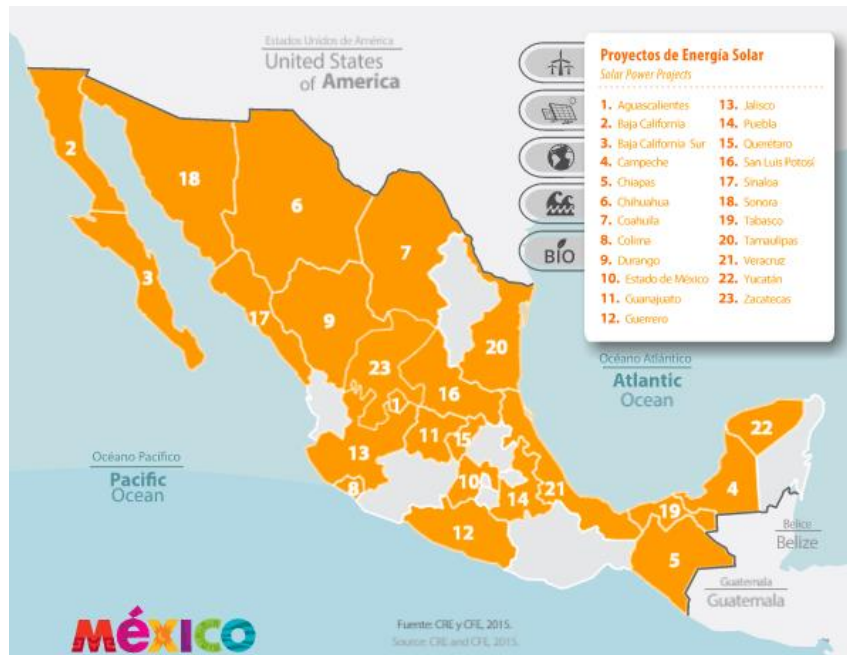 Estados Unidos de América
United States
of America
Proyectos de Energía Solar
Solar Power Projects
1. Aguascalientes
2. Baja California
3. Baja California Sur
4. Campeche
5. Chiapas
6. Chihuahua
7. Coahuila
8. Colima
9. Durango
10. Estado de México
11. Guanajuato
12. Guerrero
13. Jalisco
14. Puebla
15. Querétaro
16. San Luis Potosí
17. Sinaloa
18. Sonora
19. Tabasco
20. Tamaulipas
21. Veracruz
22. Yucatán
23. Zacatecas
BIO
2
18
6
7
3
17
9
20
23
16
1
Océano Atlántico
Atlantic
Ocean
22
11
15
13
Océano Pacífico
Pacific
Ocean
10
8
14
21
4
19
12
5
Belice
Belize
Guatemala
Guatemala
México
Fuente: CRE y CFE, 2015.
Source: CRE and CFE, 2015.